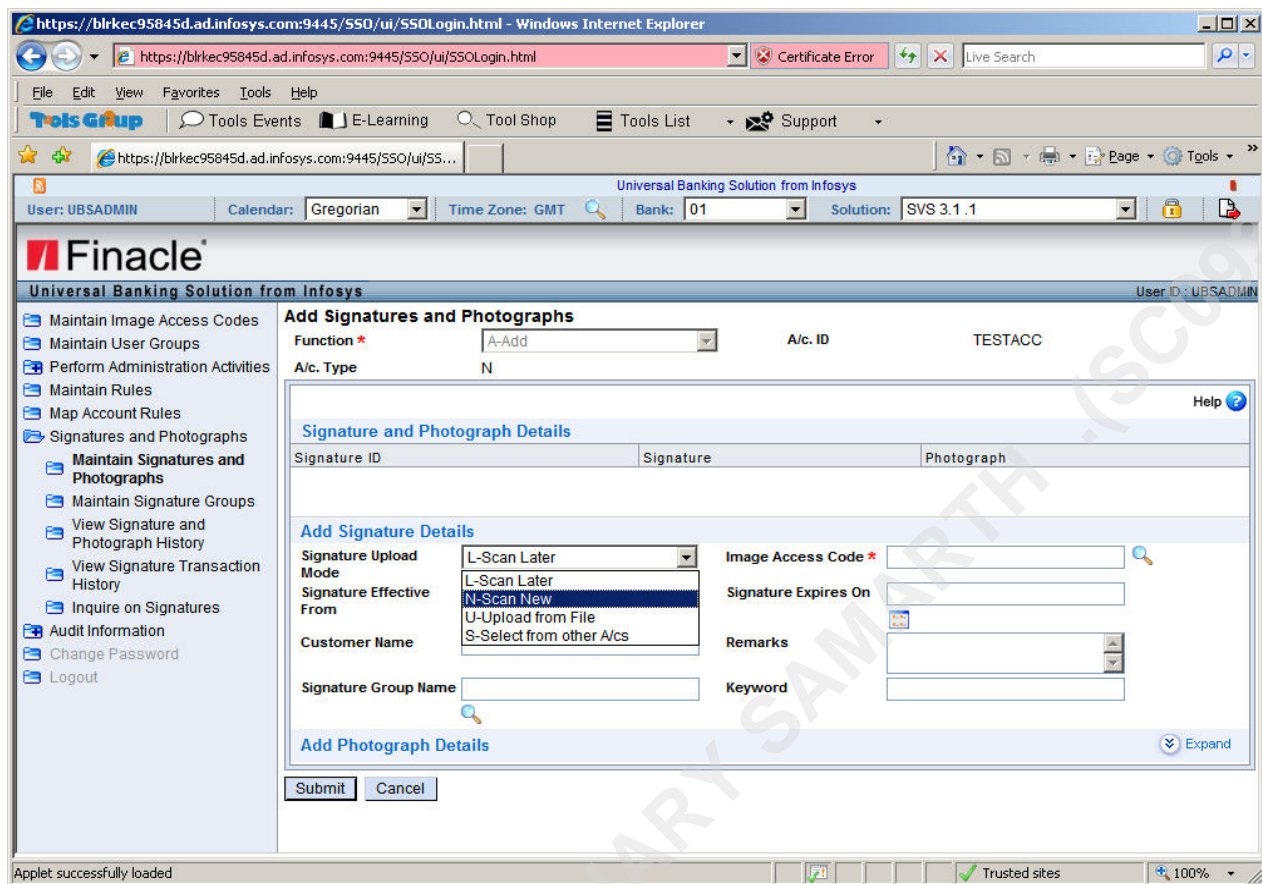 https://blrkec95845d.ad.infosys.com:9445/SSO/ui/SSOLogin.html - Windows Internet Explorer
https://blrkec95845d.ad.infosys.com:9445/SSO/ui/SSOLogin.html Certificate Error Live Search
File Edit View Favorites Tools Help
Tools Group Tools Events E-Learning Tool Shop Tools List Support
https://blrkec95845d.ad.infosys.com:9445/SSO/ui/SS... Page Tools »
Universal Banking Solution from Infosys
User: UBSADMIN Calendar: Gregorian Time Zone: GMT Bank: 01 Solution: SVS 3.1 .1
Finacle
Universal Banking Solution from Infosys User ID : UBSADMIN
Maintain Image Access Codes
Maintain User Groups
Perform Administration Activities
Maintain Rules
Map Account Rules
Signatures and Photographs
Maintain Signatures and
Photographs
Maintain Signature Groups
View Signature and
Photograph History
View Signature Transaction
History
Inquire on Signatures
Audit Information
Change Password
Logout
Add Signatures and Photographs
Function * A-Add A/c. ID TESTACC
A/c. Type N
Help
Signature and Photograph Details
Signature ID Signature Photograph
Add Signature Details
Signature Upload
Mode L-Scan Later Image Access Code *
L-Scan Later
N-Scan New
U-Upload from File
S-Select from other A/cs
Signature Effective
From Signature Expires On
Customer Name Remarks
Signature Group Name Keyword
Add Photograph Details Expand
Submit Cancel
ARY SAMARTH .(SC093
Applet successfully loaded Trusted sites 100%